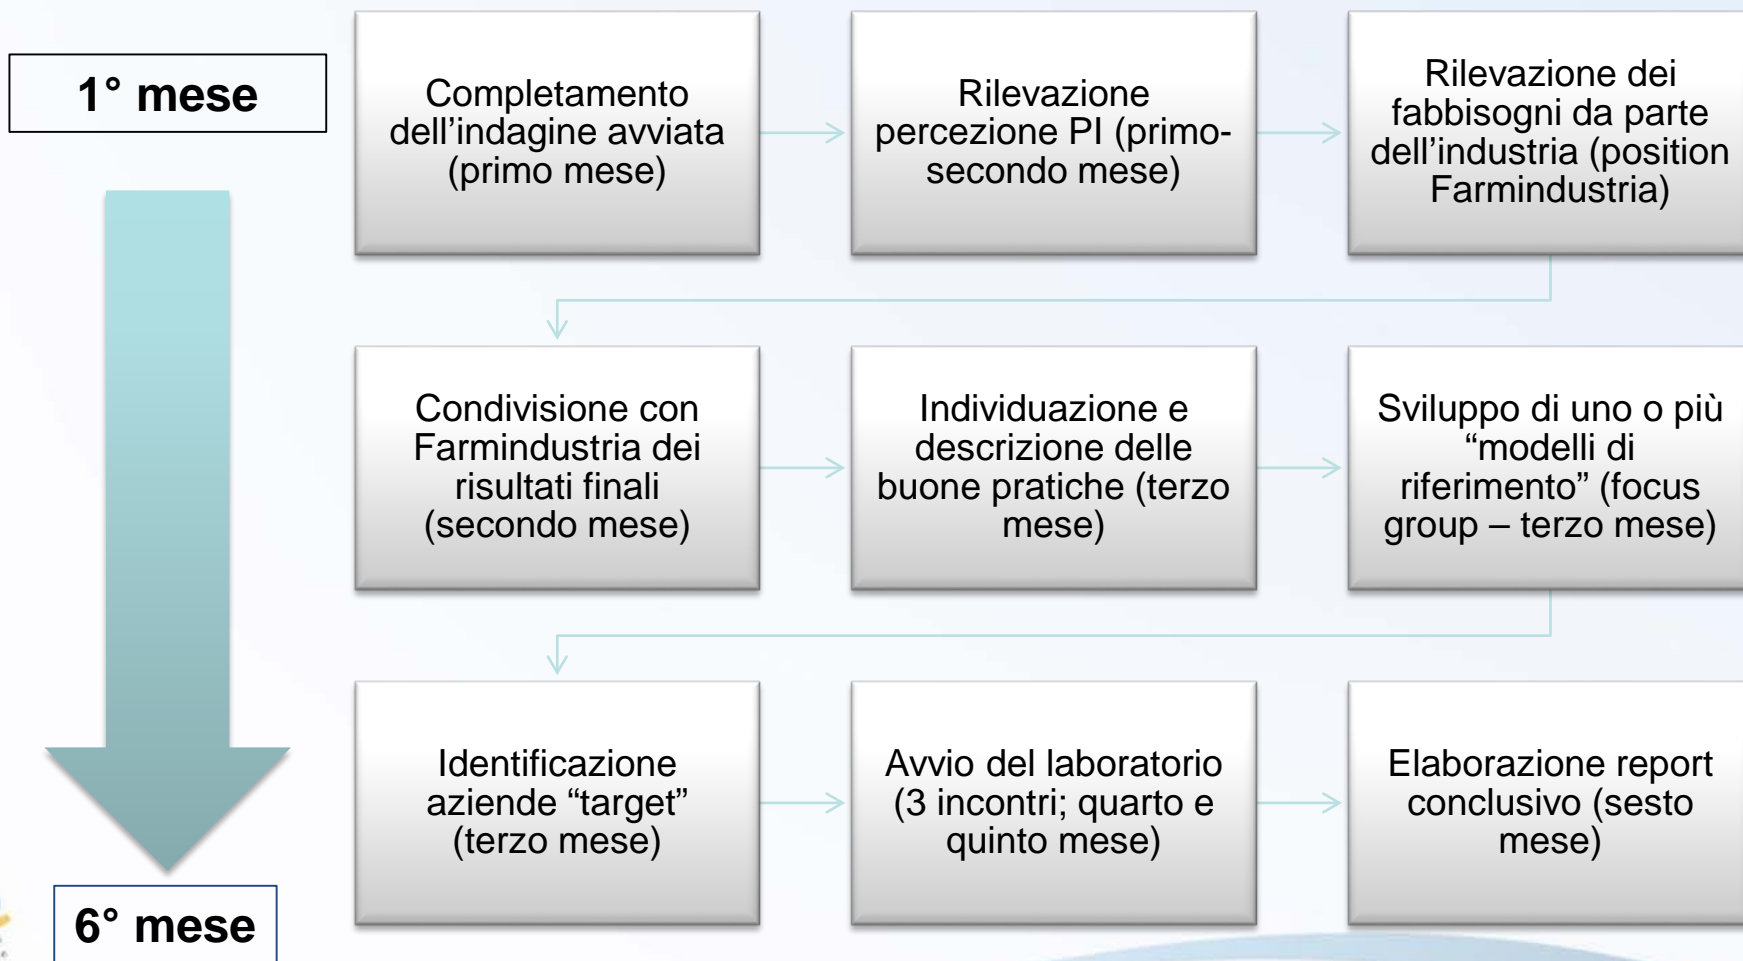 1° mese
Completamento
dell’indagine avviata
(primo mese)
Rilevazione
percezione PI (primo-
secondo mese)
Rilevazione dei
fabbisogni da parte
dell’industria (position
Farmindustria)
Condivisione con
Farmindustria dei
risultati finali
(secondo mese)
Individuazione e
descrizione delle
buone pratiche (terzo
mese)
Sviluppo di uno o più
“modelli di
riferimento” (focus
group – terzo mese)
Identificazione
aziende “target”
(terzo mese)
Avvio del laboratorio
(3 incontri; quarto e
quinto mese)
Elaborazione report
conclusivo (sesto
mese)
6° mese